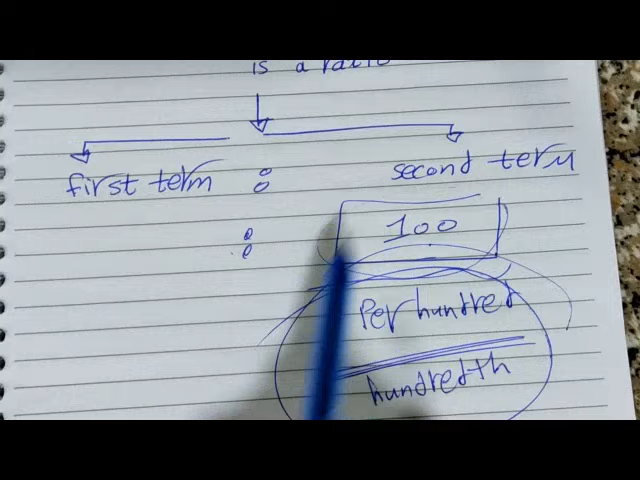 is a ratio
first term : second term
: 100
Per hundred
hundredth